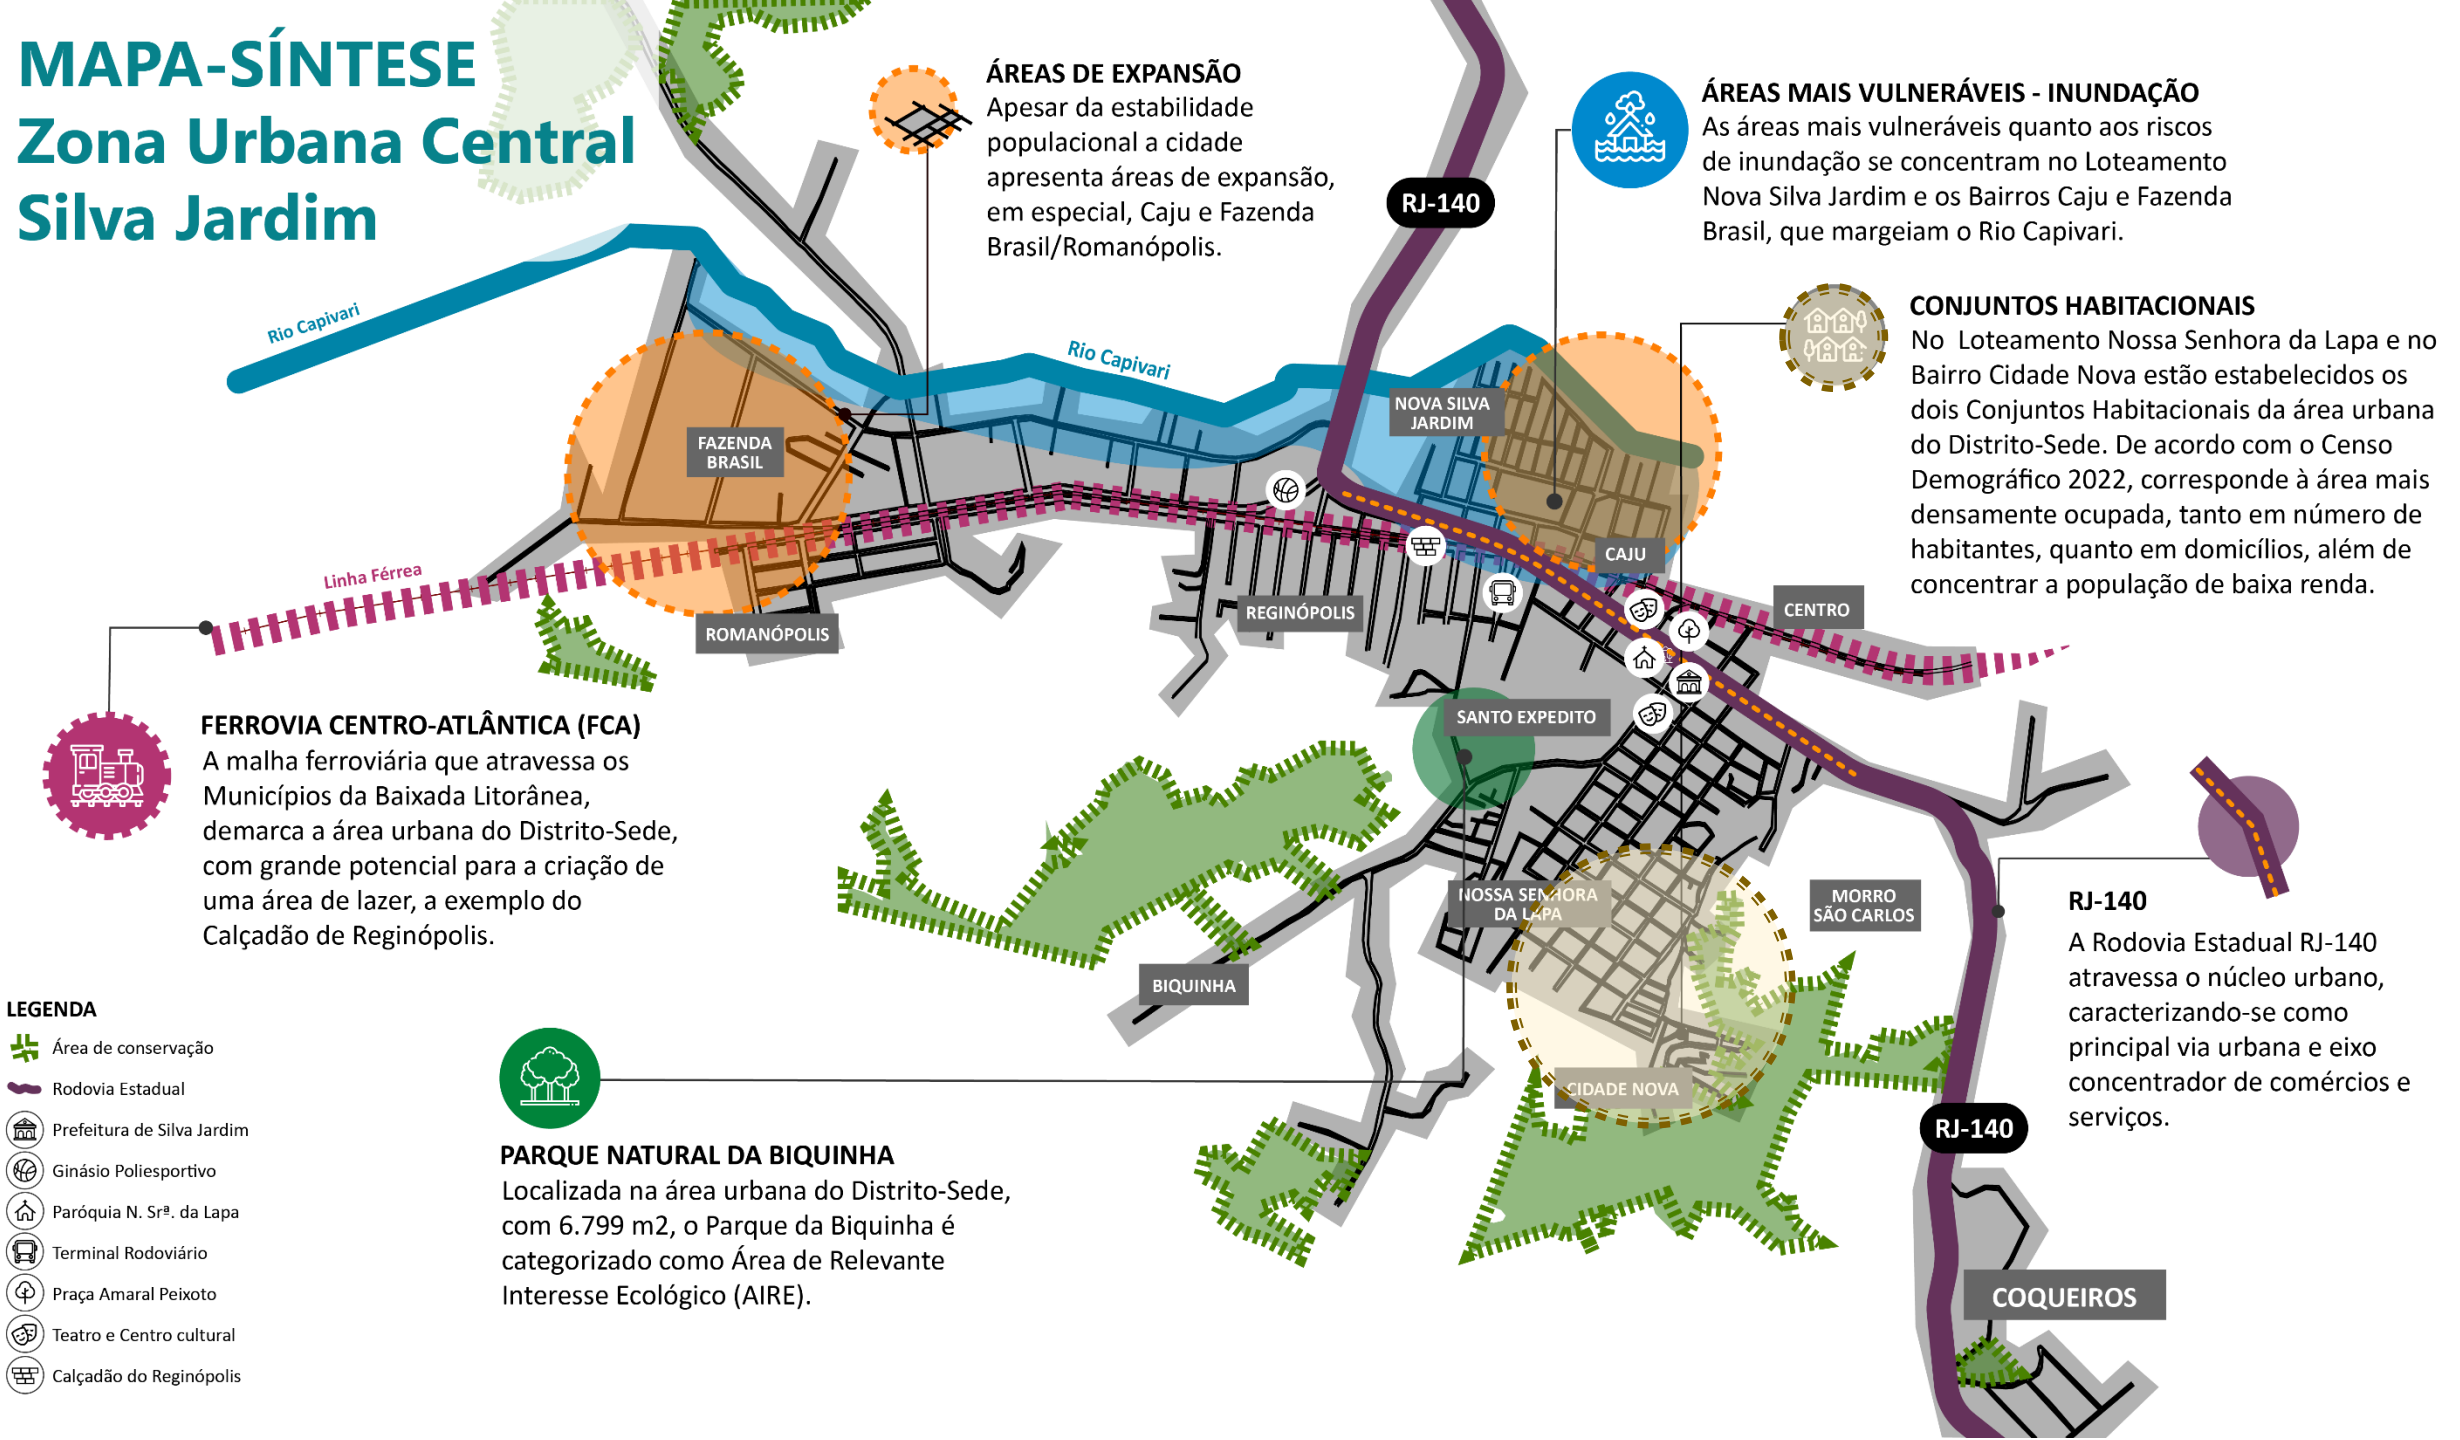 MAPA-SÍNTESE
Zona Urbana Central
Silva Jardim
ÁREAS DE EXPANSÃO
Apesar da estabilidade
populacional a cidade
apresenta áreas de expansão,
em especial, Caju e Fazenda
Brasil/Romanópolis.
RJ-140
ÁREAS MAIS VULNERÁVEIS - INUNDAÇÃO
As áreas mais vulneráveis quanto aos riscos
de inundação se concentram no Loteamento
Nova Silva Jardim e os Bairros Caju e Fazenda
Brasil, que margeiam o Rio Capivari.
CONJUNTOS HABITACIONAIS
No  Loteamento Nossa Senhora da Lapa e no
Bairro Cidade Nova estão estabelecidos os
dois Conjuntos Habitacionais da área urbana
do Distrito-Sede. De acordo com o Censo
Demográfico 2022, corresponde à área mais
densamente ocupada, tanto em número de
habitantes, quanto em domicílios, além de
concentrar a população de baixa renda.
Rio Capivari
Rio Capivari
NOVA SILVA
JARDIM
FAZENDA
BRASIL
CAJU
Linha Férrea
CENTRO
REGINÓPOLIS
ROMANÓPOLIS
SANTO EXPEDITO
FERROVIA CENTRO-ATLÂNTICA (FCA)
A malha ferroviária que atravessa os
Municípios da Baixada Litorânea,
demarca a área urbana do Distrito-Sede,
com grande potencial para a criação de
uma área de lazer, a exemplo do
Calçadão de Reginópolis.
NOSSA SENHORA
DA LAPA
MORRO
SÃO CARLOS
RJ-140
A Rodovia Estadual RJ-140
atravessa o núcleo urbano,
caracterizando-se como
principal via urbana e eixo
concentrador de comércios e
serviços.
BIQUINHA
CIDADE NOVA
RJ-140
PARQUE NATURAL DA BIQUINHA
Localizada na área urbana do Distrito-Sede,
com 6.799 m2, o Parque da Biquinha é
categorizado como Área de Relevante
Interesse Ecológico (AIRE).
COQUEIROS
LEGENDA
Área de conservação
Rodovia Estadual
Prefeitura de Silva Jardim
Ginásio Poliesportivo
Paróquia N. Srª. da Lapa
Terminal Rodoviário
Praça Amaral Peixoto
Teatro e Centro cultural
Calçadão do Reginópolis